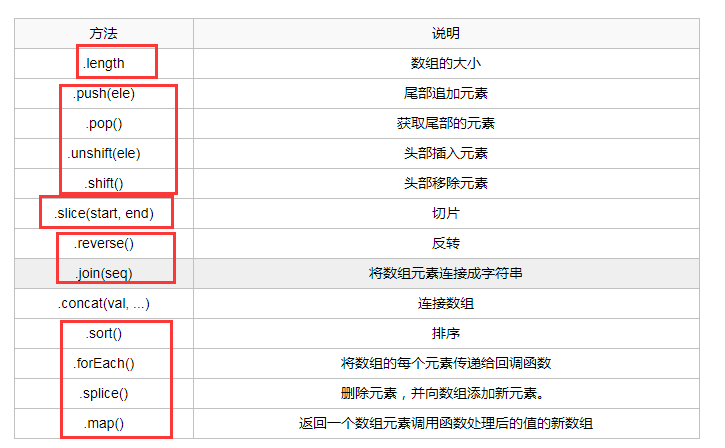 方法 说明
.length 数组的大小
.push(ele) 尾部追加元素
.pop() 获取尾部的元素
.unshift(ele) 头部插入元素
.shift() 头部移除元素
.slice(start, end) 切片
.reverse() 反转
.join(seq) 将数组元素连接成字符串
.concat(val, ...) 连接数组
.sort() 排序
.forEach() 将数组的每个元素传递给回调函数
.splice() 删除元素，并向数组添加新元素。
.map() 返回一个数组元素调用函数处理后的值的新数组